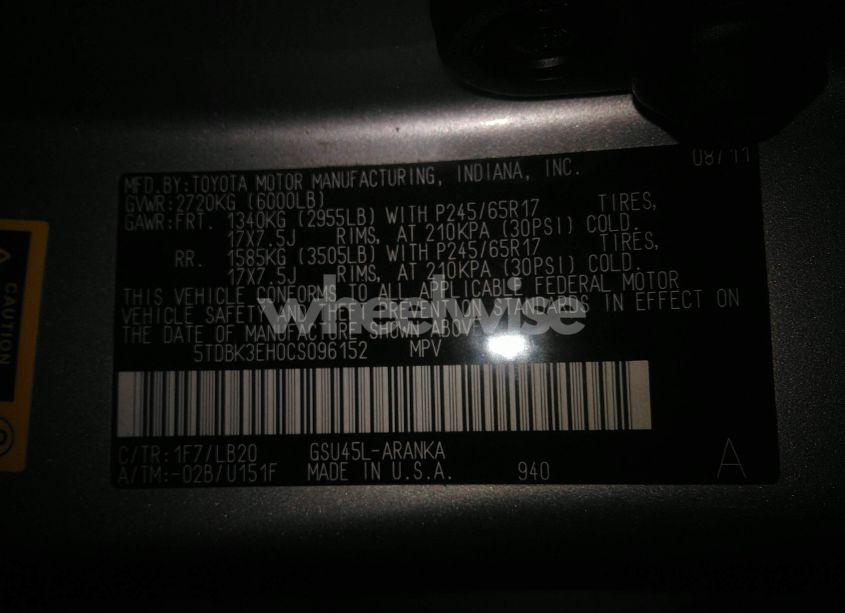 08/11
MFD.BY:TOYOTA MOTOR MANUFACTURING, INDIANA, INC.
GVWR:2720KG (6000LB)
GAWR:FRT. 1340KG (2955LB) WITH P245/65R17 TIRES,
17X7.5J RIMS, AT 210KPA (30PSI) COLD.
RR. 1585KG (3505LB) WITH P245/65R17 TIRES,
17X7.5J RIMS, AT 210KPA (30PSI) COLD.
THIS VEHICLE CONFORMS TO ALL APPLICABLE FEDERAL MOTOR
VEHICLE SAFETY AND THEFT PREVENTION STANDARDS IN EFFECT ON
THE DATE OF MANUFACTURE SHOWN ABOVE.
wheelwise
5TDBK3EH0CS096152 MPV
C/TR:1F7/LB20 GSU45L-ARANKA
A/TM:-02B/U151F MADE IN U.S.A. 940 A
CAUTION